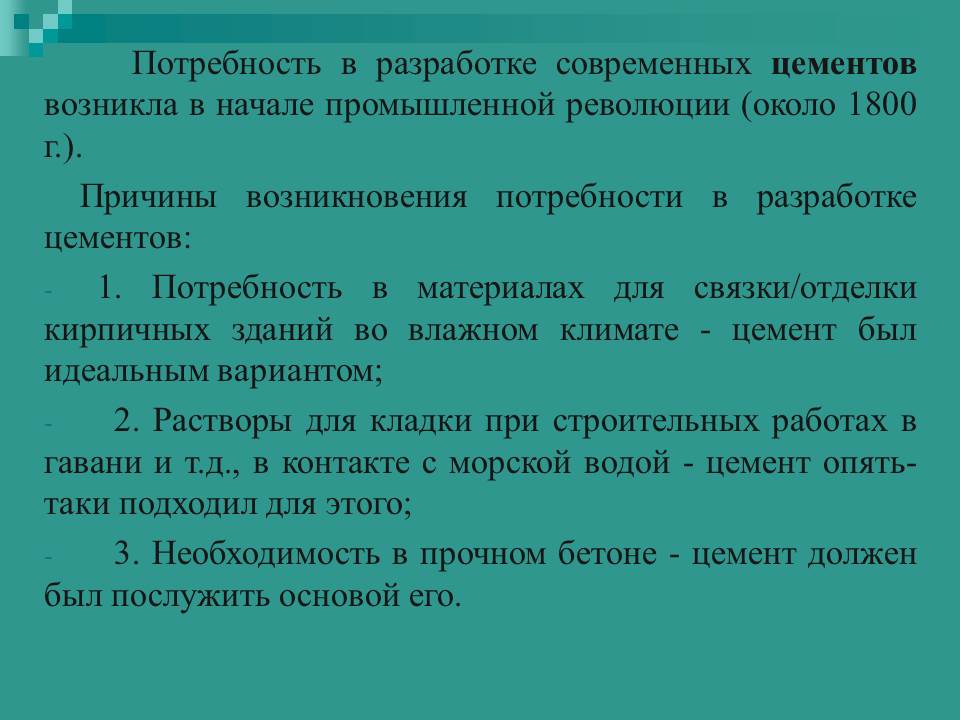 Потребность в разработке современных цементов
возникла в начале промышленной революции (около 1800
г.).
Причины возникновения потребности в разработке
цементов:
- 1. Потребность в материалах для связки/отделки
кирпичных зданий во влажном климате - цемент был
идеальным вариантом;
- 2. Растворы для кладки при строительных работах в
гавани и т.д., в контакте с морской водой - цемент опять-
таки подходил для этого;
- 3. Необходимость в прочном бетоне - цемент должен
был послужить основой его.